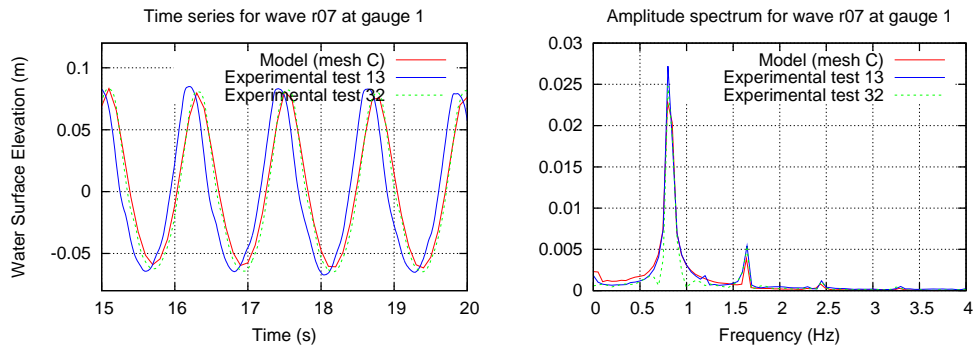 Time series for wave r07 at gauge 1
Water Surface Elevation (m)
0.1
0.05
0
-0.05
15
16
17
18
19
20
Time (s)
Model (mesh C)
Experimental test 13
Experimental test 32
Amplitude spectrum for wave r07 at gauge 1
0.03
0.025
0.02
0.015
0.01
0.005
0
0
0.5
1
1.5
2
2.5
3
3.5
4
Frequency (Hz)
Model (mesh C)
Experimental test 13
Experimental test 32